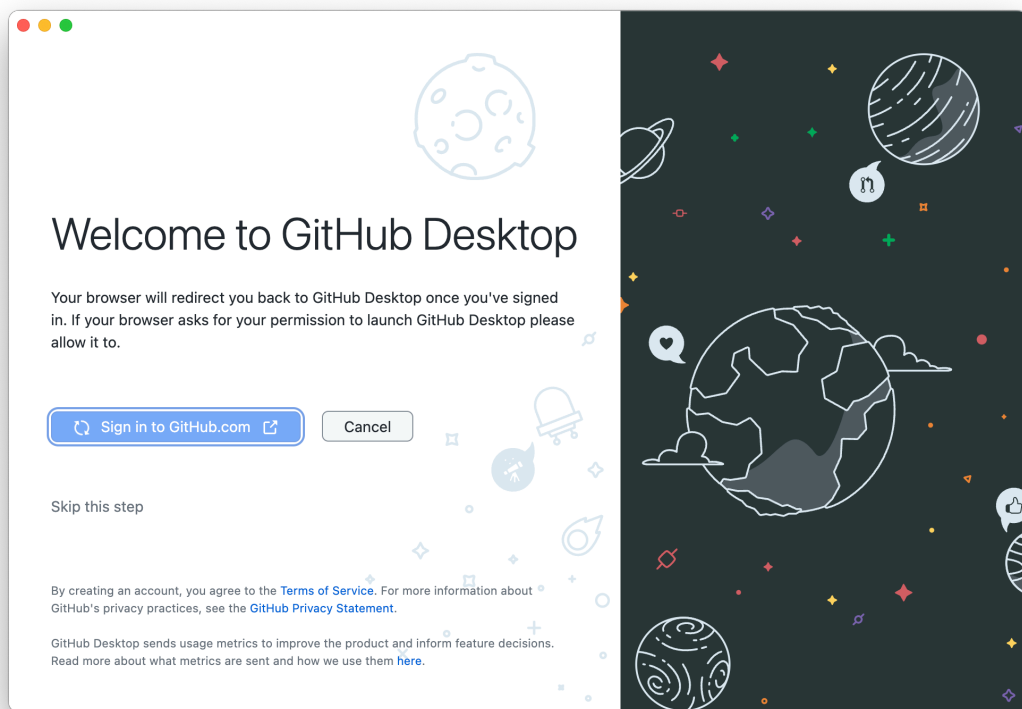 Welcome to GitHub Desktop
Your browser will redirect you back to GitHub Desktop once you've signed
in. If your browser asks for your permission to launch GitHub Desktop please
allow it to.
Sign in to GitHub.com
Cancel
Skip this step
By creating an account, you agree to the Terms of Service. For more information about
GitHub's privacy practices, see the GitHub Privacy Statement.
GitHub Desktop sends usage metrics to improve the product and inform feature decisions.
Read more about what metrics are sent and how we use them here.